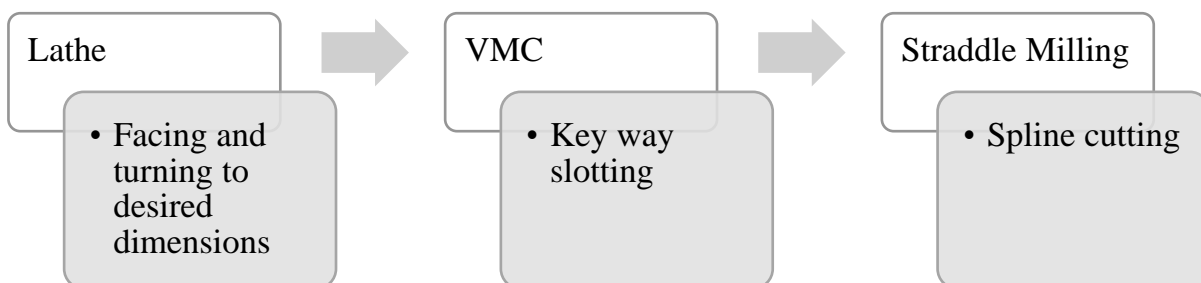 Lathe
• Facing and
turning to
desired
dimensions
VMC
• Key way
slotting
Straddle Milling
• Spline cutting